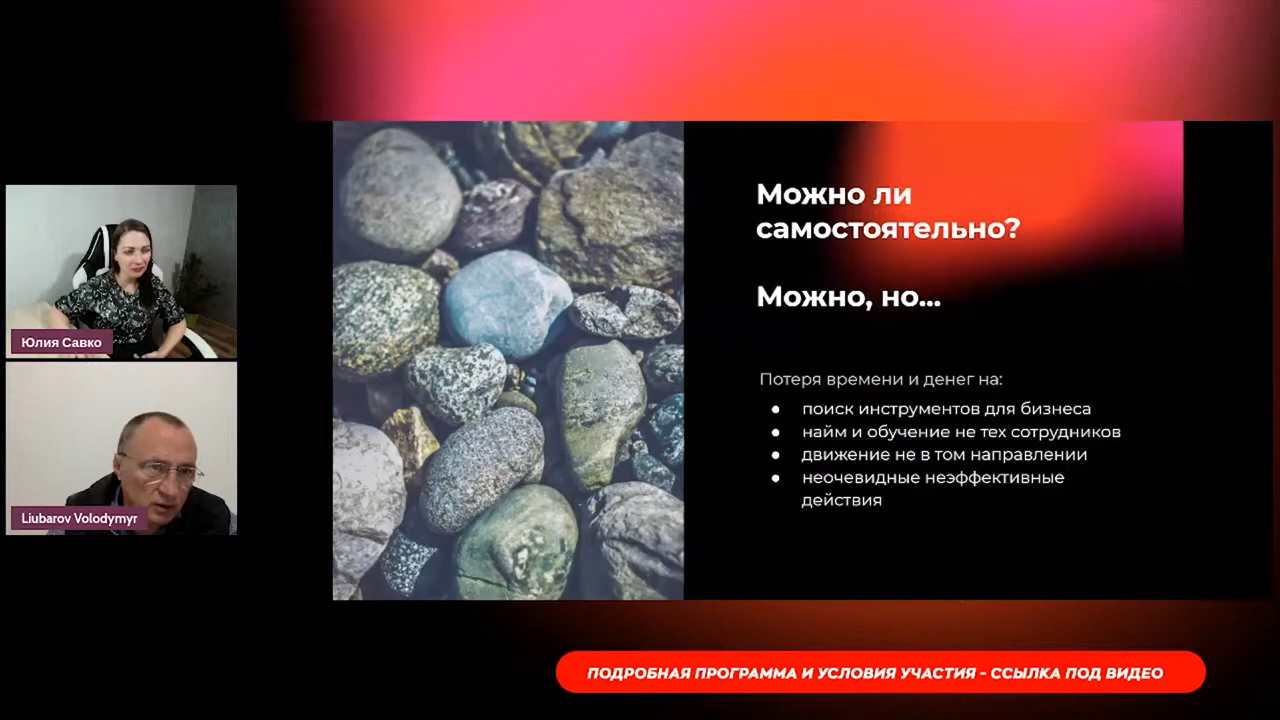 Юлия Савко
Liubarov Volodymyr
Можно ли
самостоятельно?
Можно, но...
Потеря времени и денег на:
● поиск инструментов для бизнеса
● найм и обучение не тех сотрудников
● движение не в том направлении
● неочевидные неэффективные
действия
ПОДРОБНАЯ ПРОГРАММА И УСЛОВИЯ УЧАСТИЯ - ССЫЛКА ПОД ВИДЕО